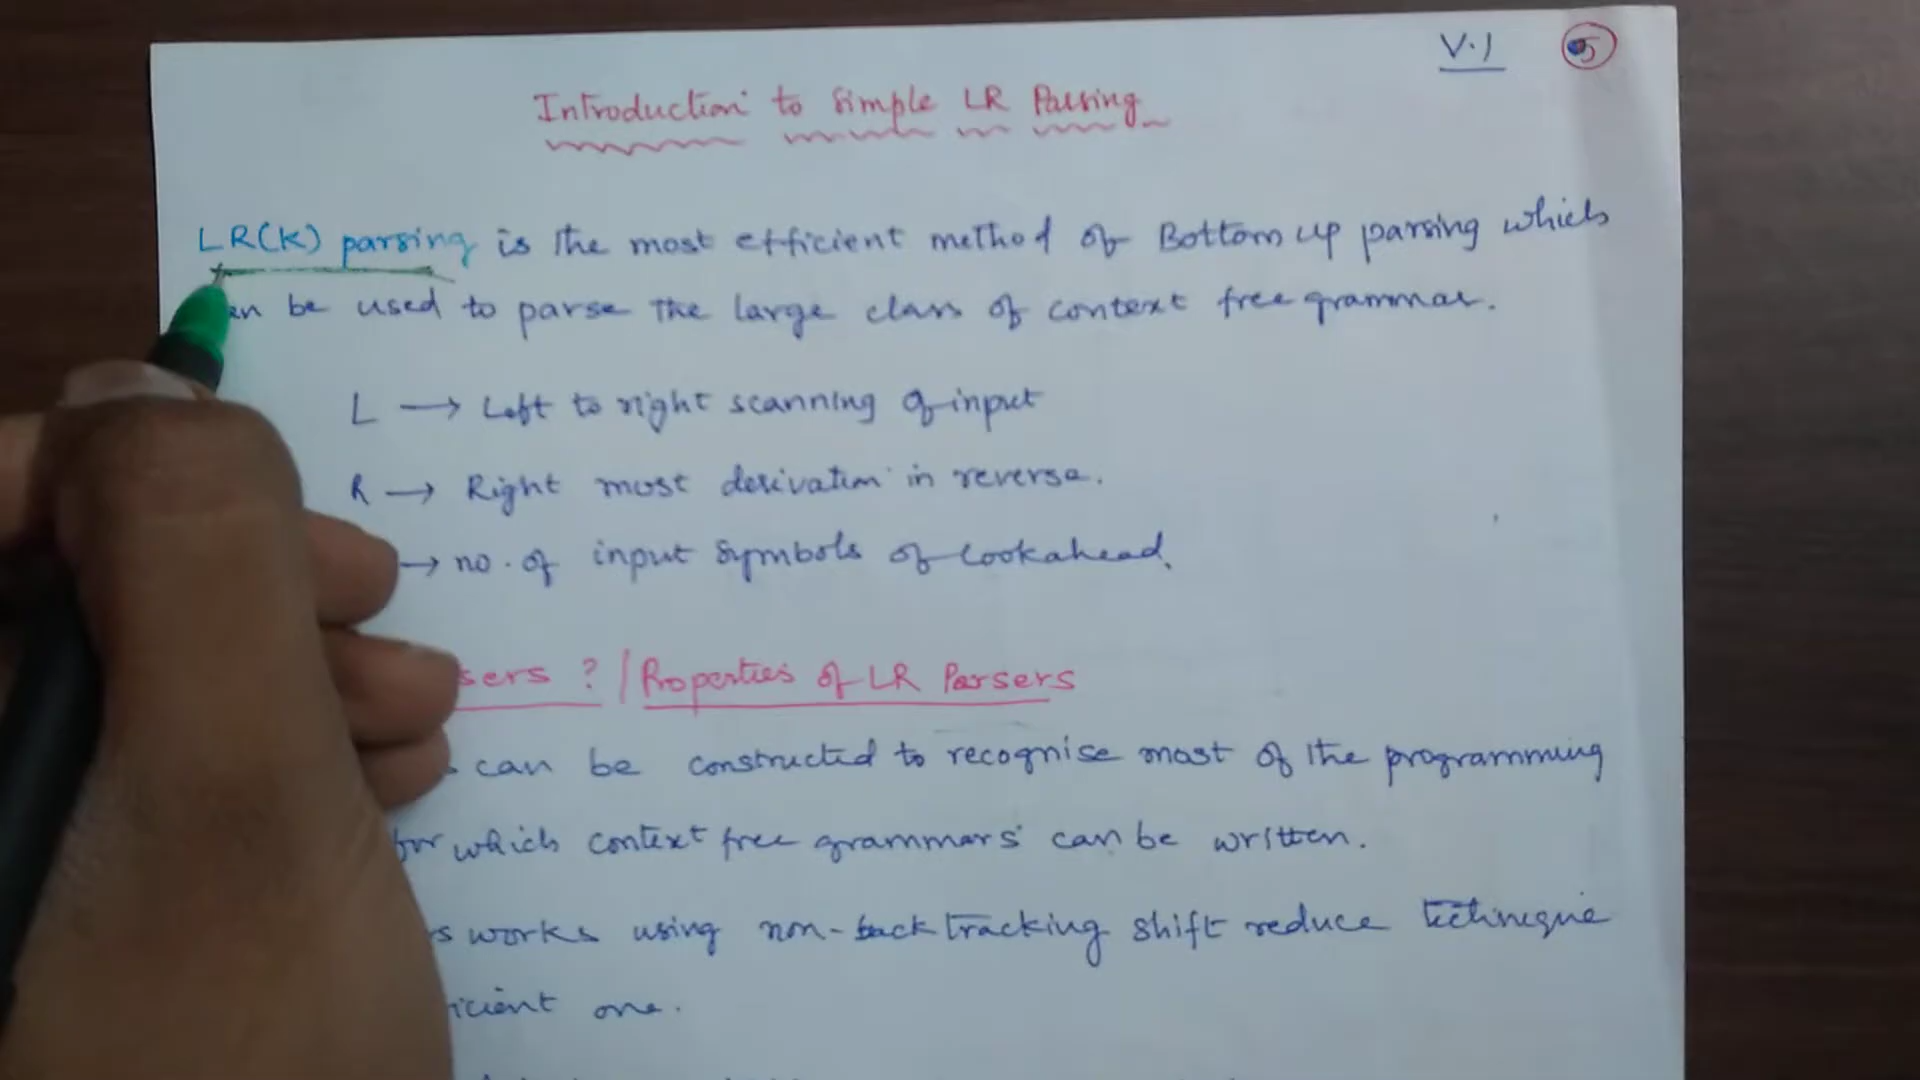 V.1 5
Introduction to Simple LR Parsing
LR(K) parsing is the most efficient method of Bottom up parsing which
be used to parse the large class of context free grammar.
L → Left to right scanning of input
R → Right most derivation in reverse.
→ no. of input symbols of Lookahead.
sers ? / Properties of LR Parsers
can be constructed to recognise most of the programming
for which context free grammars can be written.
s works using non-backtracking shift reduce technique
icient one.